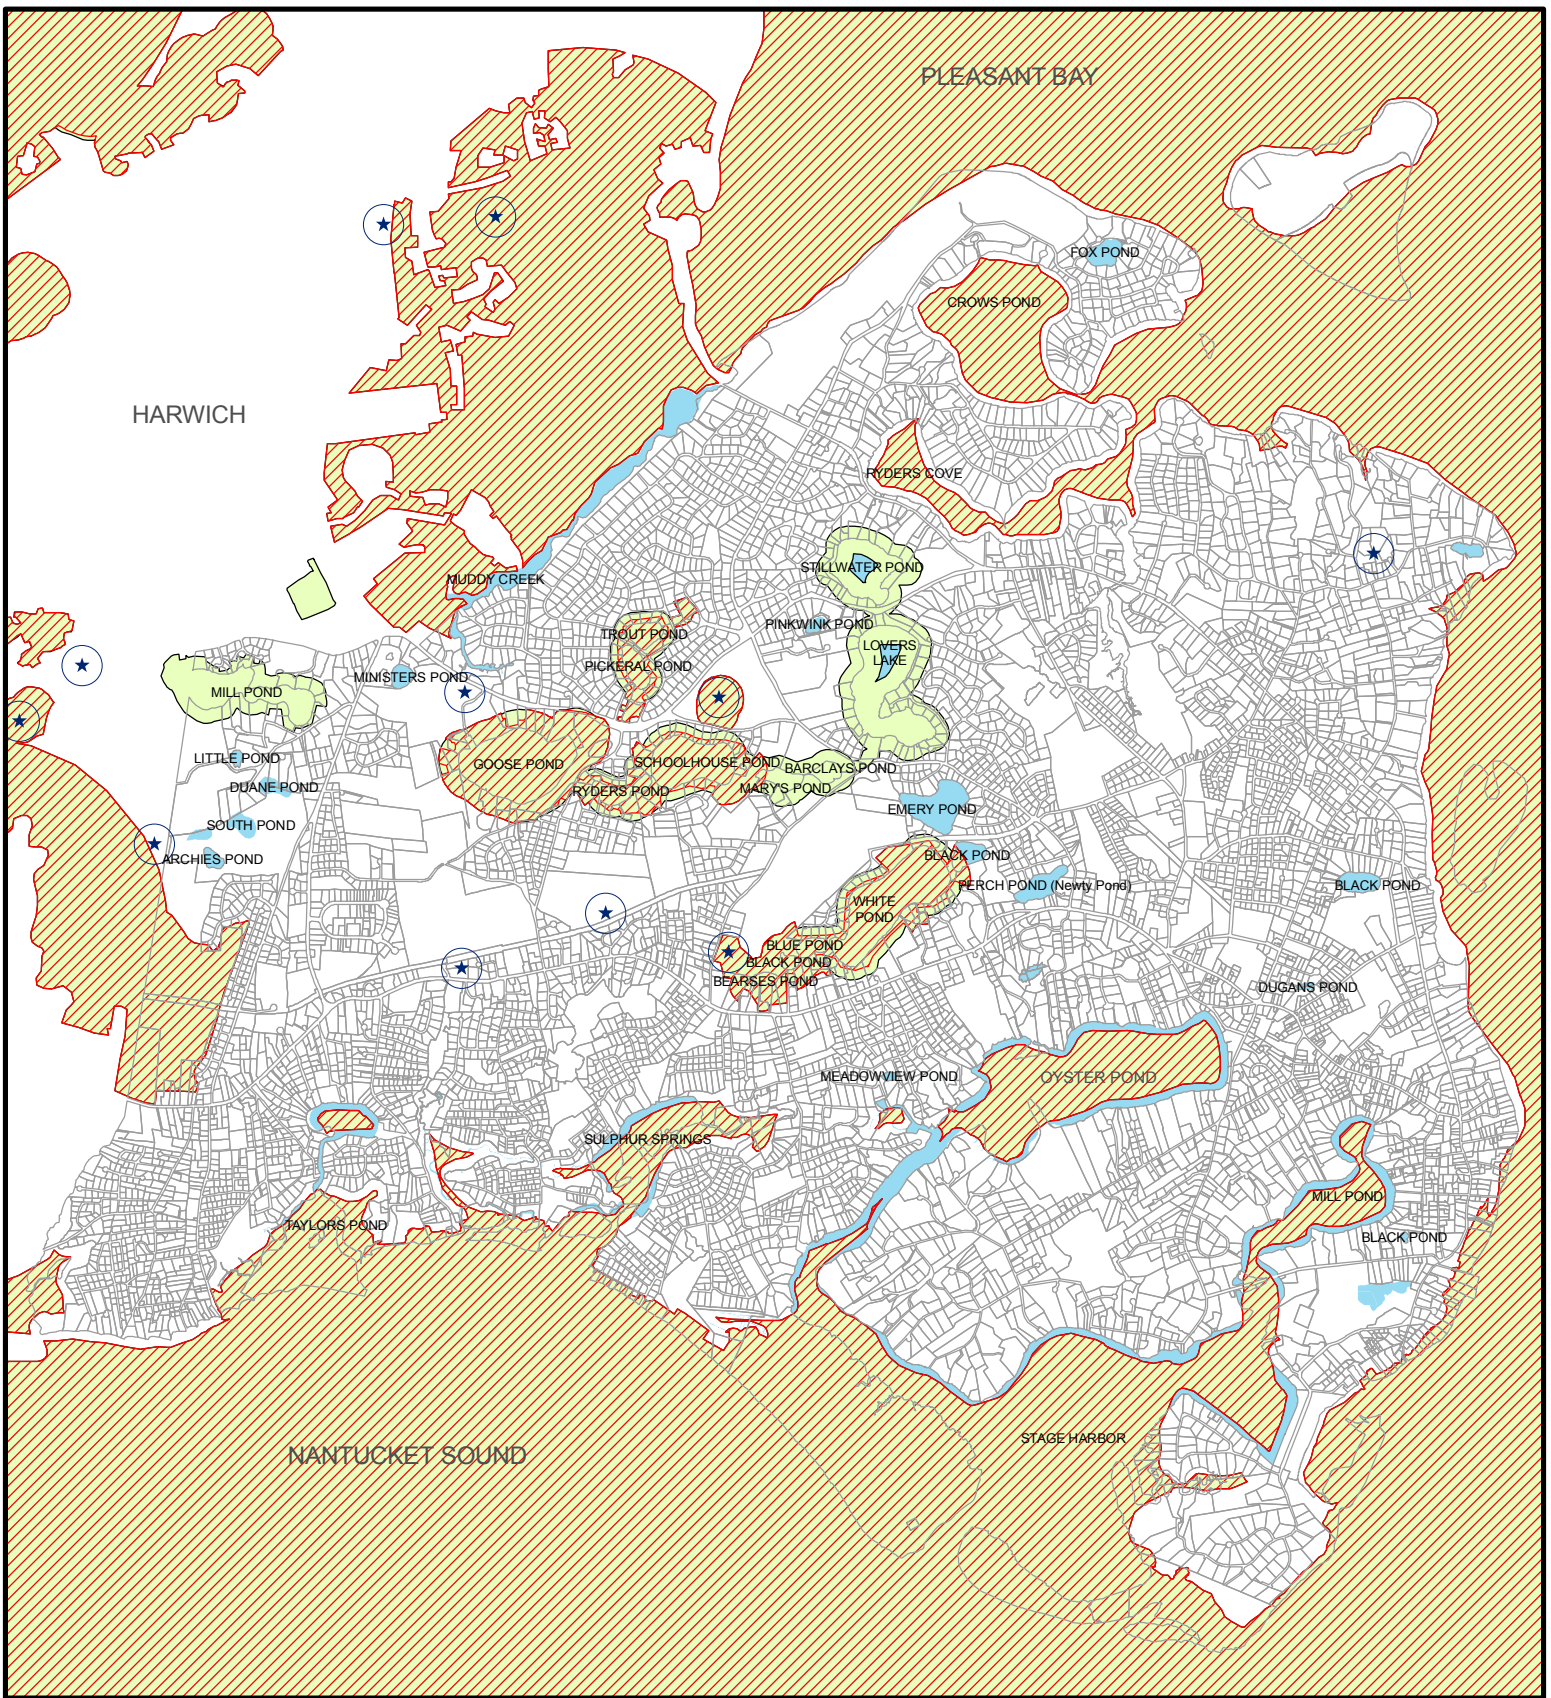 PLEASANT BAY
FOX POND
CROWS POND
HARWICH
RYDERS COVE
STILLWATER POND
MUDDY CREEK
PINKWINK POND
TROUT POND
LOVERS
LAKE
PICKERAL POND
MINISTERS POND
MILL POND
LITTLE POND
GOOSE POND
SCHOOLHOUSE POND
BARCLAYS POND
DUANE POND
RYDERS POND
MARY'S POND
EMERY POND
SOUTH POND
ARCHIES POND
BLACK POND
PERCH POND (Newty Pond)
BLACK POND
WHITE
POND
BLUE POND
BLACK POND
BEARSES POND
DUGANS POND
MEADOWVIEW POND
OYSTER POND
SULPHUR SPRINGS
MILL POND
TAYLORS POND
BLACK POND
STAGE HARBOR
NANTUCKET SOUND